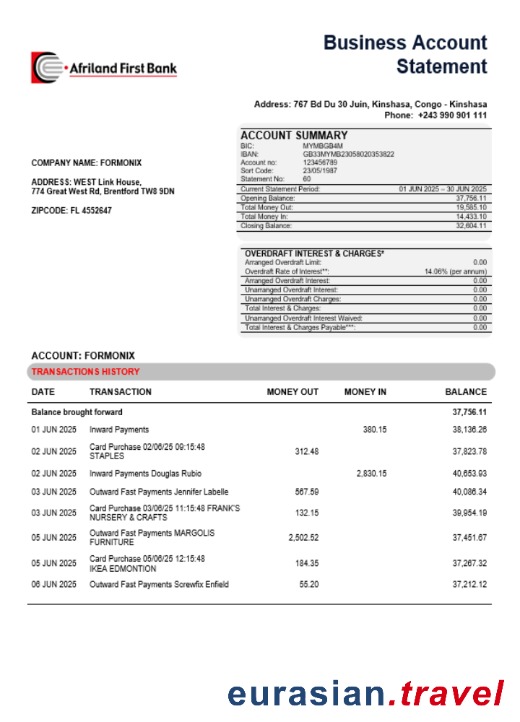 Business Account
Statement
Afriland First Bank
Address: 767 Bd Du 30 Juin, Kinshasa, Congo - Kinshasa
Phone: +243 990 901 111
ACCOUNT SUMMARY
BIC: MYMBGB4M
IBAN: GB33MYMB23058020353822
Account no: 123456789
Sort Code: 23/05/1987
Statement No: 60
Current Statement Period: 01 JUN 2025 – 30 JUN 2025
Opening Balance: 37,756.11
Total Money Out: 19,585.10
Total Money In: 14,433.10
Closing Balance: 32,604.11
COMPANY NAME: FORMONIX
ADDRESS: WEST Link House,
774 Great West Rd, Brentford TW8 9DN
ZIPCODE: FL 4552647
OVERDRAFT INTEREST & CHARGES*
Arranged Overdraft Limit: 0.00
Overdraft Rate of Interest**: 14.06% (per annum)
Arranged Overdraft Interest: 0.00
Unarranged Overdraft Interest: 0.00
Unarranged Overdraft Charges: 0.00
Total Interest & Charges: 0.00
Unarranged Overdraft Interest Waived: 0.00
Total Interest & Charges Payable***: 0.00
ACCOUNT: FORMONIX
TRANSACTIONS HISTORY
DATE TRANSACTION MONEY OUT MONEY IN BALANCE
Balance brought forward 37,756.11
01 JUN 2025 Inward Payments 380.15 38,136.26
02 JUN 2025 Card Purchase 02/06/25 09:15:48 312.48 37,823.78
STAPLES
02 JUN 2025 Inward Payments Douglas Rubio 2,830.15 40,653.93
03 JUN 2025 Outward Fast Payments Jennifer Labelle 567.59 40,086.34
03 JUN 2025 Card Purchase 03/06/25 11:15:48 FRANK'S 132.15 39,954.19
NURSERY & CRAFTS
05 JUN 2025 Outward Fast Payments MARGOLIS 2,502.52 37,451.67
FURNITURE
05 JUN 2025 Card Purchase 05/06/25 12:15:48 184.35 37,267.32
IKEA EDMONTION
06 JUN 2025 Outward Fast Payments Screwfix Enfield 55.20 37,212.12
eurasian.travel